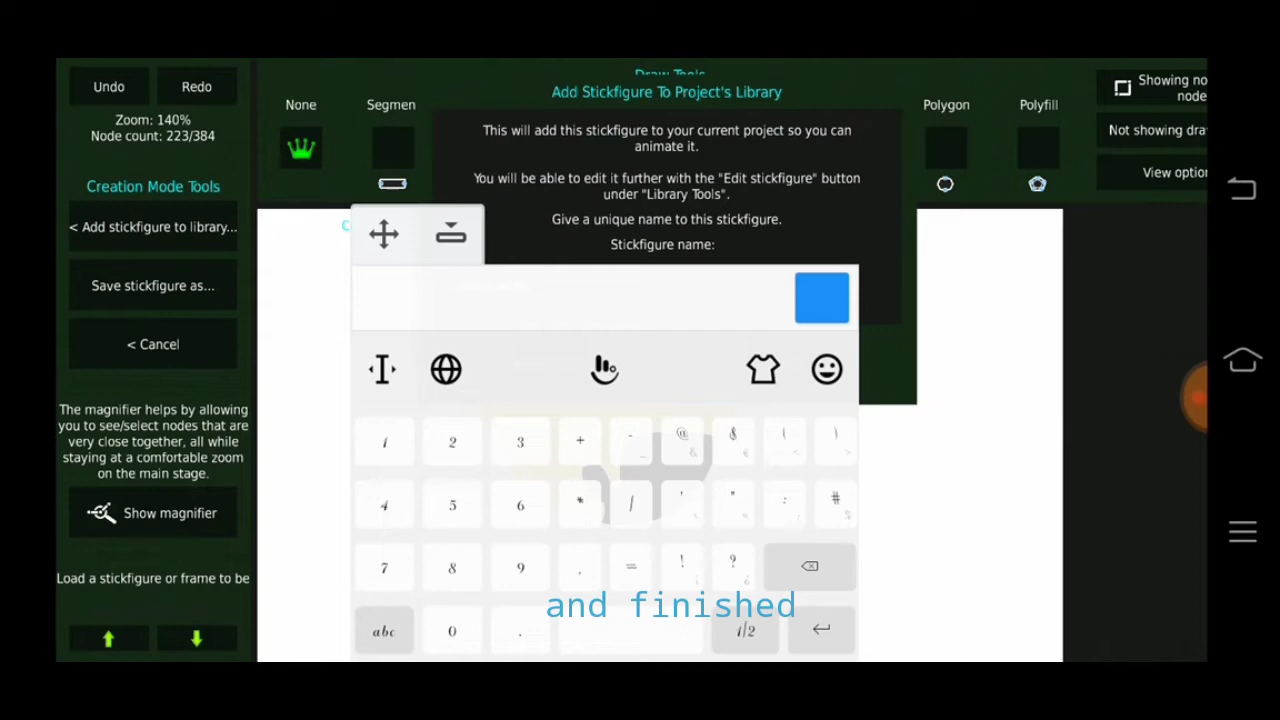 Undo
Redo
Zoom: 140%
Node count: 223/384
Creation Mode Tools
< Add stickfigure to library...
Save stickfigure as...
< Cancel
The magnifier helps by allowing
you to see/select nodes that are
very close together, all while
staying at a comfortable zoom
on the main stage.
Show magnifier
Load a stickfigure or frame to be
Draw Tools
None
Segmen
Polygon
Polyfill
Showing no
node
Not showing dra
View optio
Add Stickfigure To Project's Library
This will add this stickfigure to your current project so you can
animate it.
You will be able to edit it further with the "Edit stickfigure" button
under "Library Tools".
Give a unique name to this stickfigure.
Stickfigure name:
1 2 3 + - @ $ ( )
_ & € < >
4 5 6 * / ' " : #
7 8 9 . = ! ?
abc 0 . 1/2
and finished